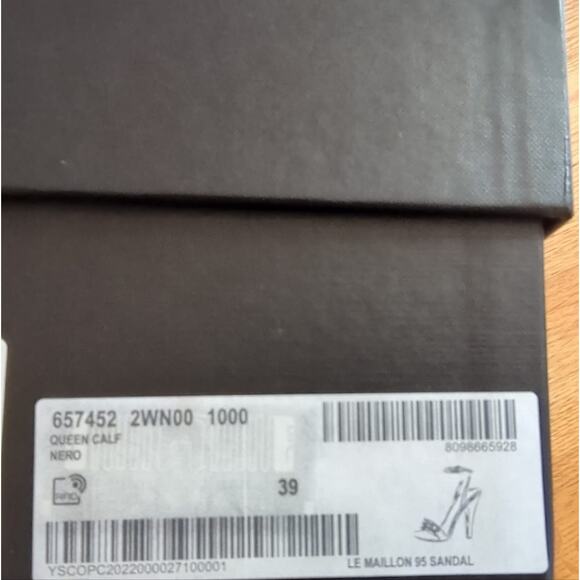 657452 2WN00 1000
QUEEN CALF
NERO
8098665928
RFID
39
YSCOPC2022000027100001
LE MAILLON 95 SANDAL